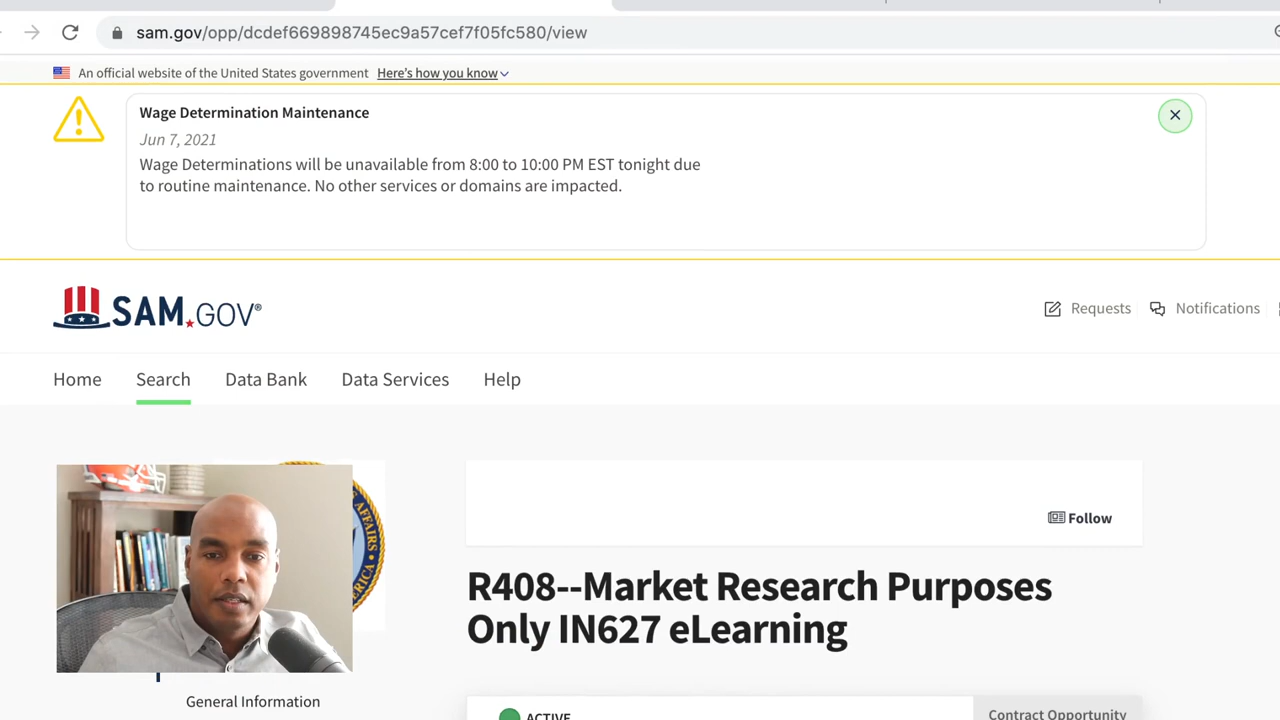 sam.gov/opp/dcdef669898745ec9a57cef7f05fc580/view
An official website of the United States government Here's how you know
Wage Determination Maintenance
Jun 7, 2021
Wage Determinations will be unavailable from 8:00 to 10:00 PM EST tonight due
to routine maintenance. No other services or domains are impacted.
SAM.GOV®
Requests Notifications
Home Search Data Bank Data Services Help
AFFAIRS
Follow
R408--Market Research Purposes
Only IN627 eLearning
General Information
ACTIVE
Contract Opportunity